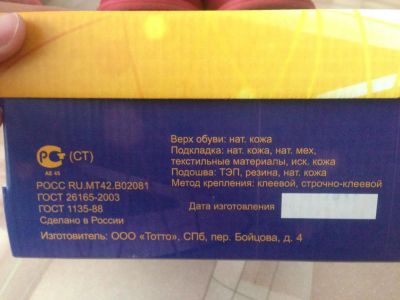 РСТ (СТ)
АЕ 45
РОСС RU.МТ42.В02081
ГОСТ 26165-2003
ГОСТ 1135-88
Сделано в России
Верх обуви: нат. кожа
Подкладка: нат. кожа, нат. мех,
текстильные материалы, иск. кожа
Подошва: ТЭП, резина, нат. кожа
Метод крепления: клеевой, строчно-клеевой
Дата изготовления
Изготовитель: ООО «Тотто», СПб, пер. Бойцова, д. 4